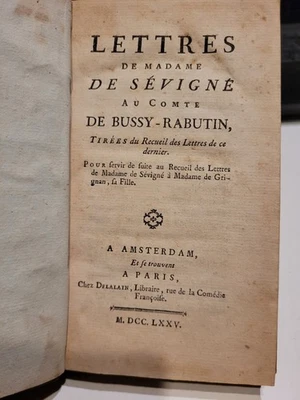 LETTRES
DE MADAME
DE SÉVIGNÉ
AU COMTE
DE BUSSY-RABUTIN,
TIRÉES du Recueil des Lettres de ce
dernier.
POUR servir de suite au Recueil des Lettres
de Madame de Sévigné à Madame de Gri-
gnan, sa Fille.
A AMSTERDAM,
Et se trouvent
A PARIS,
Chez DELALAIN, Libraire, rue de la Comédie
Françoise.
M. DCC. LXXV.